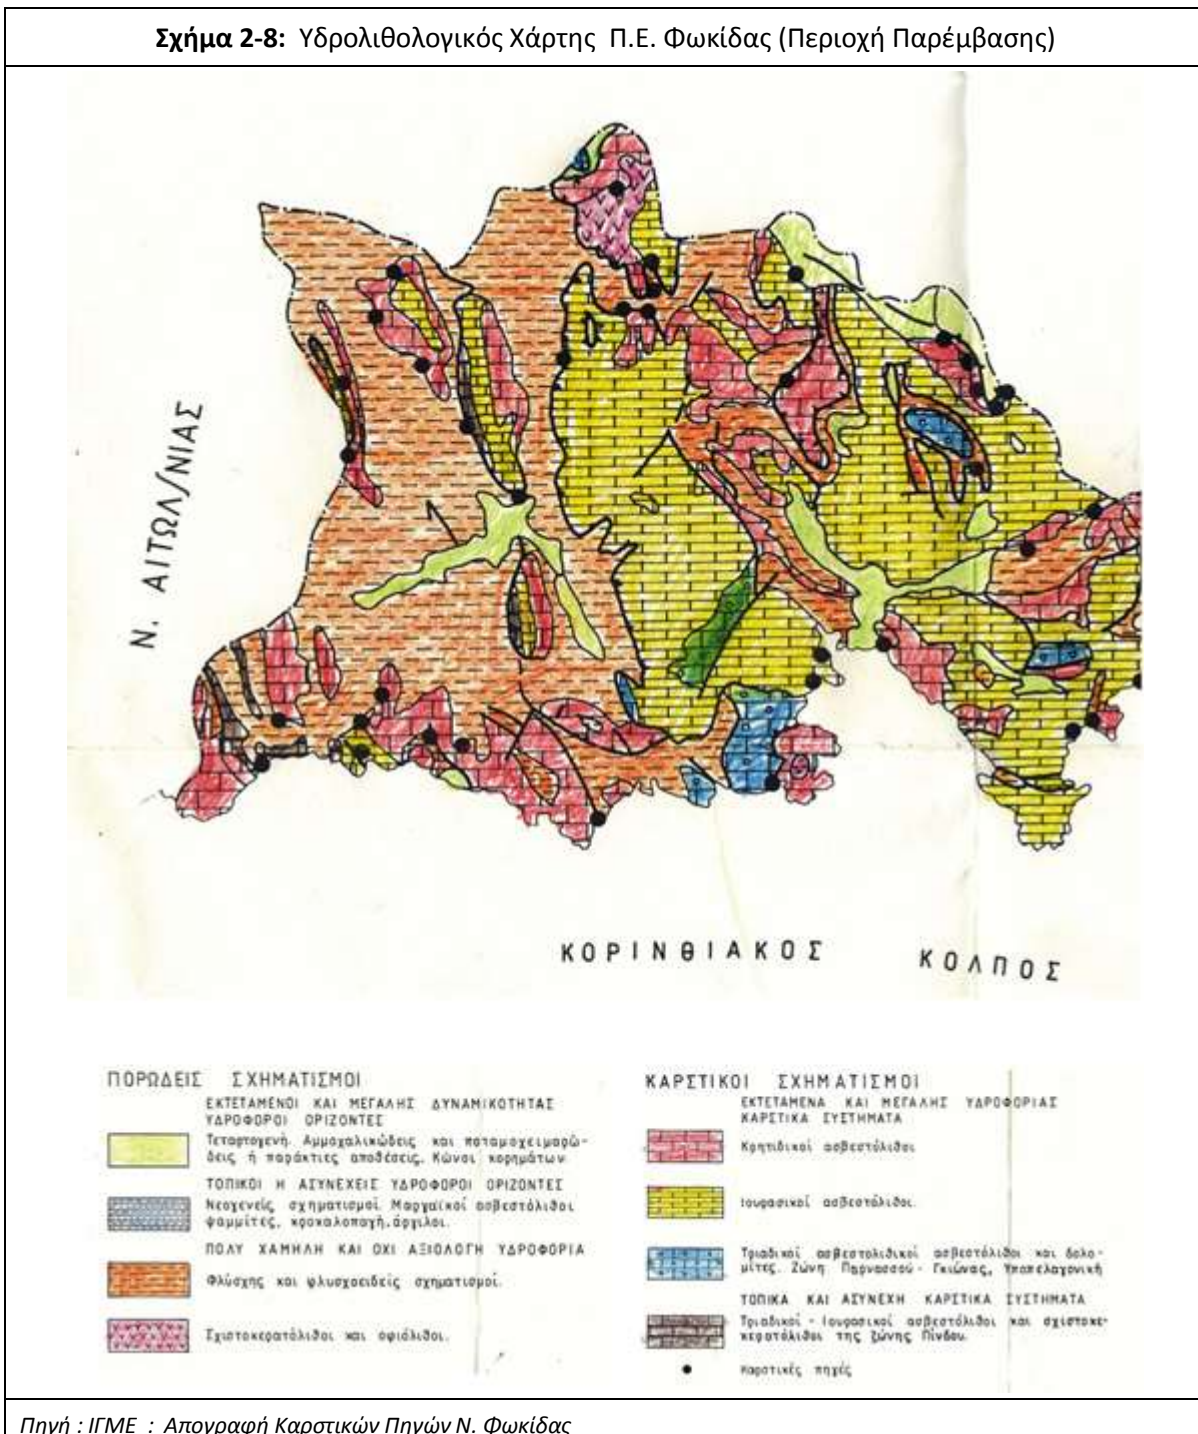 Σχήμα 2-8: Υδρολιθολογικός Χάρτης Π.Ε. Φωκίδας (Περιοχή Παρέμβασης)
Ν. ΑΙΤΩΛ/ΝΙΑΣ
ΚΟΡΙΝΘΙΑΚΟΣ ΚΟΛΠΟΣ
ΠΟΡΩΔΕΙΣ ΣΧΗΜΑΤΙΣΜΟΙ
ΕΚΤΕΤΑΜΕΝΟΙ ΚΑΙ ΜΕΓΑΛΗΣ ΔΥΝΑΜΙΚΟΤΗΤΑΣ
ΥΔΡΟΦΟΡΟΙ ΟΡΙΖΟΝΤΕΣ
Τεταρτογενή. Αμμοχαλικώδεις και ποταμοχειμαρώ-
δεις ή παράκτιες αποθέσεις. Κώνοι κορημάτων
ΤΟΠΙΚΟΙ Η ΑΣΥΝΕΧΕΙΣ ΥΔΡΟΦΟΡΟΙ ΟΡΙΖΟΝΤΕΣ
Νεογενείς σχηματισμοί. Μαργαϊκοί ασβεστόλιθοι
ψαμμίτες, κροκαλοπαγή, άργιλοι.
ΠΟΛΥ ΧΑΜΗΛΗ ΚΑΙ ΟΧΙ ΑΞΙΟΛΟΓΗ ΥΔΡΟΦΟΡΙΑ
Φλύσχης και φλυσχοειδείς σχηματισμοί.
Σχιστοκερατόλιθοι και οφιόλιθοι.
ΚΑΡΣΤΙΚΟΙ ΣΧΗΜΑΤΙΣΜΟΙ
ΕΚΤΕΤΑΜΕΝΑ ΚΑΙ ΜΕΓΑΛΗΣ ΥΔΡΟΦΟΡΙΑΣ
ΚΑΡΣΤΙΚΑ ΣΥΣΤΗΜΑΤΑ
Κρητιδικοί ασβεστόλιθοι
Ιουρασικοί ασβεστόλιθοι.
Τριαδικοί ασβεστολιθικοί ασβεστόλιθοι και δολο-
μίτες. Ζώνη Παρνασσού - Γκιώνας, Υποπελαγονική
ΤΟΠΙΚΑ ΚΑΙ ΑΣΥΝΕΧΗ ΚΑΡΣΤΙΚΑ ΣΥΣΤΗΜΑΤΑ
Τριαδικοί - Ιουρασικοί ασβεστόλιθοι και σχιστοκε-
κερατόλιθοι της ζώνης Πίνδου.
Καρστικές πηγές
Πηγή : ΙΓΜΕ : Απογραφή Καρστικών Πηγών Ν. Φωκίδας